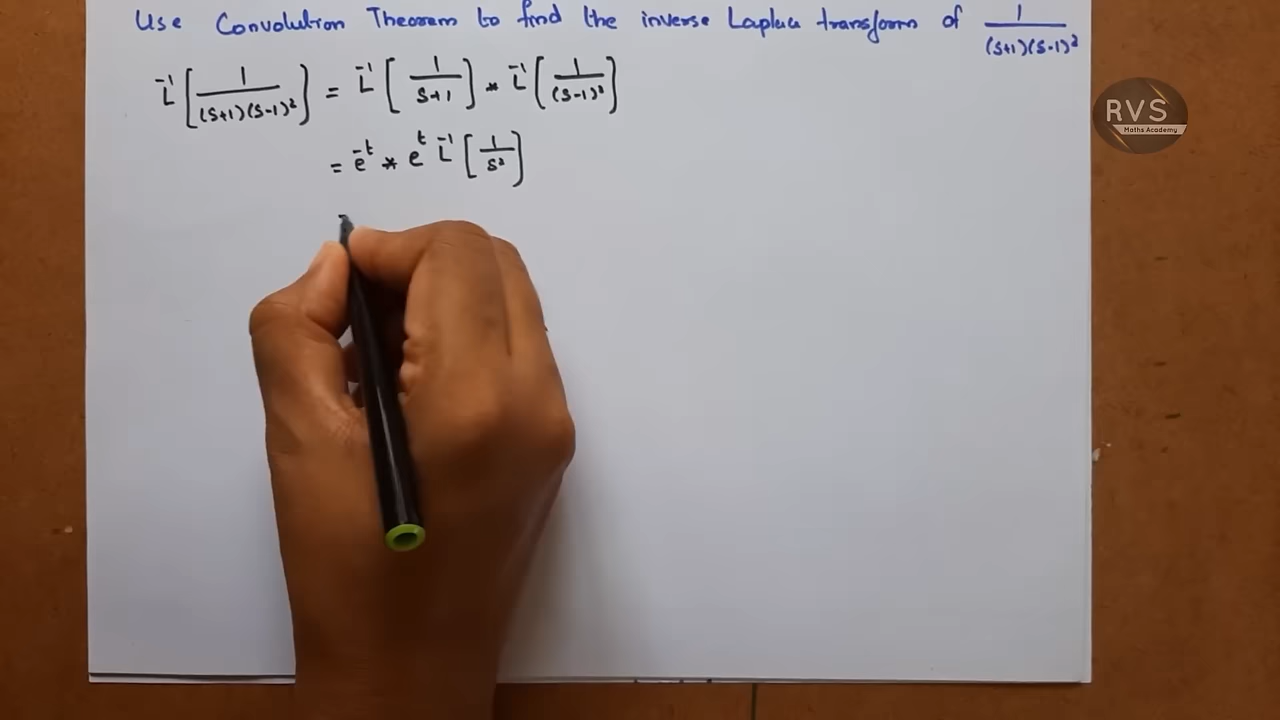 Use Convolution Theorem to find the inverse Laplace transform of 1/((s+1)(s-1)²)
L⁻¹[1/((s+1)(s-1)²)] = L⁻¹[1/(s+1)] * L⁻¹[1/(s-1)²]
= e⁻ᵗ * eᵗ L⁻¹[1/s²]
RVS
Maths Academy